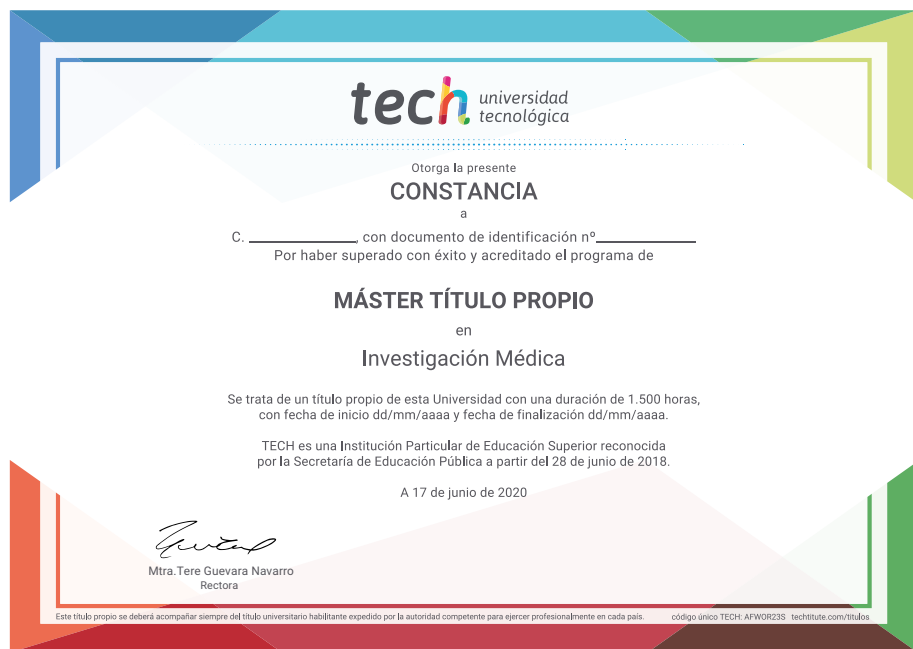 tech universidad
tecnológica
Otorga la presente
CONSTANCIA
a
C. ____________, con documento de identificación nº____________
Por haber superado con éxito y acreditado el programa de
MÁSTER TÍTULO PROPIO
en
Investigación Médica
Se trata de un título propio de esta Universidad con una duración de 1.500 horas,
con fecha de inicio dd/mm/aaaa y fecha de finalización dd/mm/aaaa.
TECH es una Institución Particular de Educación Superior reconocida
por la Secretaría de Educación Pública a partir del 28 de junio de 2018.
A 17 de junio de 2020
Mtra.Tere Guevara Navarro
Rectora
Este título propio se deberá acompañar siempre del título universitario habilitante expedido por la autoridad competente para ejercer profesionalmente en cada país. código único TECH: AFWOR23S techtitute.com/titulos